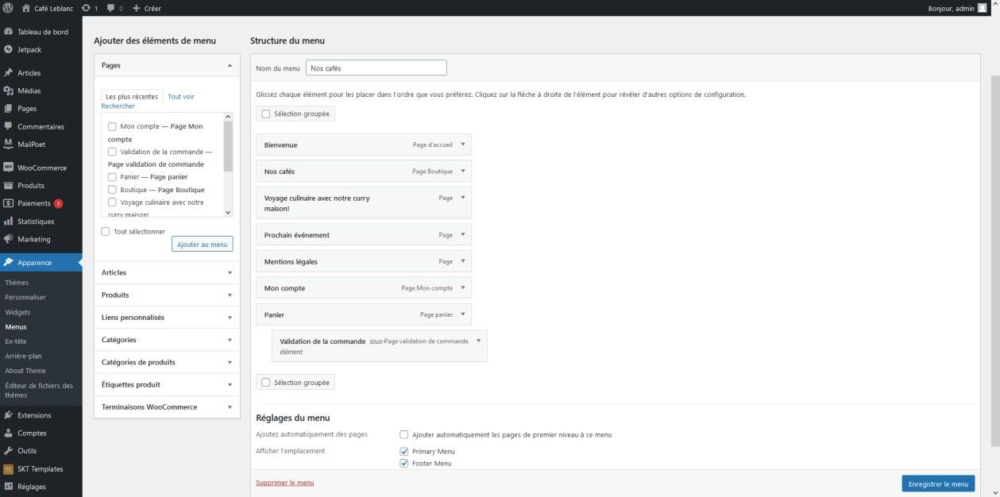 Café Leblanc 1 0 Créer
Bonjour, admin
Tableau de bord
Jetpack
Articles
Médias
Pages
Commentaires
MailPoet
WooCommerce
Produits
Paiements 1
Statistiques
Marketing
Apparence
Thèmes
Personnaliser
Widgets
Menus
En-tête
Arrière-plan
About Theme
Éditeur de fichiers des
thèmes
Extensions
Comptes
Outils
SKT Templates
Réglages
Ajouter des éléments de menu
Pages
Les plus récentes Tout voir
Rechercher
Mon compte — Page Mon
compte
Validation de la commande —
Page validation de commande
Panier — Page panier
Boutique — Page Boutique
Voyage culinaire avec notre
curry maison!
Tout sélectionner
Ajouter au menu
Articles
Produits
Liens personnalisés
Catégories
Catégories de produits
Étiquettes produit
Terminaisons WooCommerce
Structure du menu
Nom du menu Nos cafés
Glissez chaque élément pour les placer dans l'ordre que vous préférez. Cliquez sur la flèche à droite de l'élément pour révéler d'autres options de configuration.
Sélection groupée
Bienvenue Page d'accueil
Nos cafés Page Boutique
Voyage culinaire avec notre curry Page
maison!
Prochain événement Page
Mentions légales Page
Mon compte Page Mon compte
Panier Page panier
Validation de la commande sous-Page validation de commande
élément
Sélection groupée
Réglages du menu
Ajoutez automatiquement des pages Ajouter automatiquement les pages de premier niveau à ce menu
Afficher l'emplacement Primary Menu
Footer Menu
Supprimer le menu
Enregistrer le menu